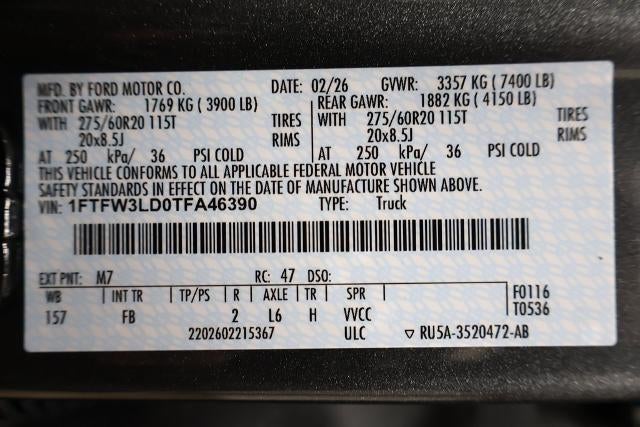 MFD. BY FORD MOTOR CO. DATE: 02/26 GVWR: 3357 KG ( 7400 LB)
FRONT GAWR: 1769 KG ( 3900 LB) REAR GAWR: 1882 KG ( 4150 LB)
WITH 275/60R20 115T TIRES WITH 275/60R20 115T TIRES
20x8.5J RIMS 20x8.5J RIMS
AT 250 kPa/ 36 PSI COLD AT 250 kPa/ 36 PSI COLD
THIS VEHICLE CONFORMS TO ALL APPLICABLE FEDERAL MOTOR VEHICLE
SAFETY STANDARDS IN EFFECT ON THE DATE OF MANUFACTURE SHOWN ABOVE.
VIN: 1FTFW3LD0TFA46390 TYPE: Truck
EXT PNT: M7 RC: 47 DSO:
WB INT TR TP/PS R AXLE TR SPR F0116
157 FB 2 L6 H VVCC T0536
2202602215367 ULC ▽ RU5A-3520472-AB